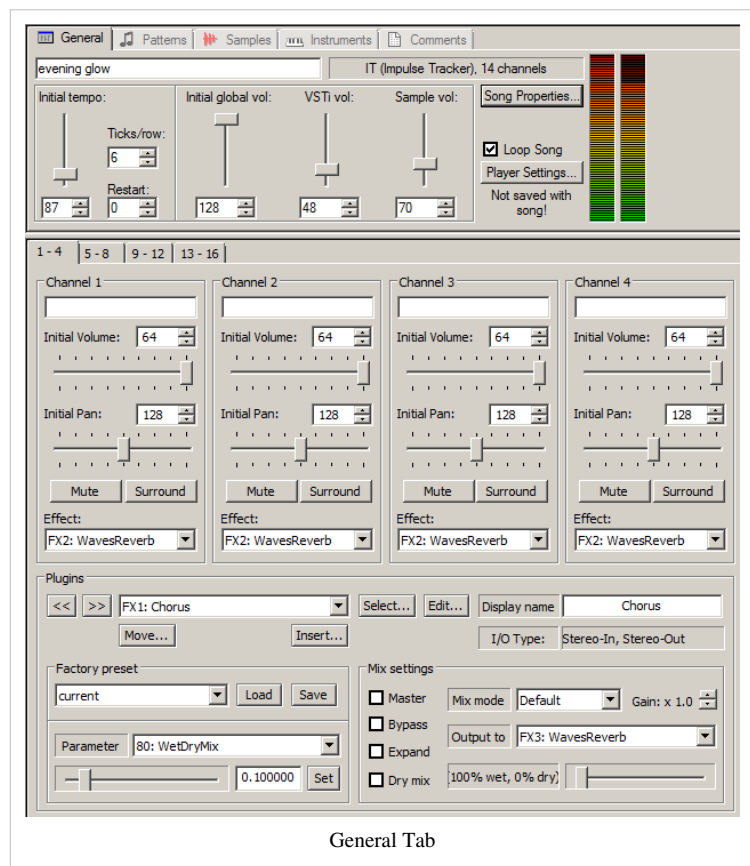 General Patterns Samples Instruments Comments
evening glow IT (Impulse Tracker), 14 channels
Initial tempo: Initial global vol: VSTi vol: Sample vol: Song Properties...
Ticks/row:
6 Loop Song
Restart: Player Settings...
87 0 128 48 70 Not saved with
song!
1 - 4 5 - 8 9 - 12 13 - 16
Channel 1 Channel 2 Channel 3 Channel 4
Initial Volume: 64 Initial Volume: 64 Initial Volume: 64 Initial Volume: 64
Initial Pan: 128 Initial Pan: 128 Initial Pan: 128 Initial Pan: 128
Mute Surround Mute Surround Mute Surround Mute Surround
Effect: Effect: Effect: Effect:
FX2: WavesReverb FX2: WavesReverb FX2: WavesReverb FX2: WavesReverb
Plugins
<< >> FX1: Chorus Select... Edit... Display name Chorus
Move... Insert... I/O Type: Stereo-In, Stereo-Out
Factory preset Mix settings
current Load Save Master Mix mode Default Gain: x 1.0
Bypass
Parameter 80: WetDryMix Output to FX3: WavesReverb
Expand
0.100000 Set Dry mix (100% wet, 0% dry)
General Tab